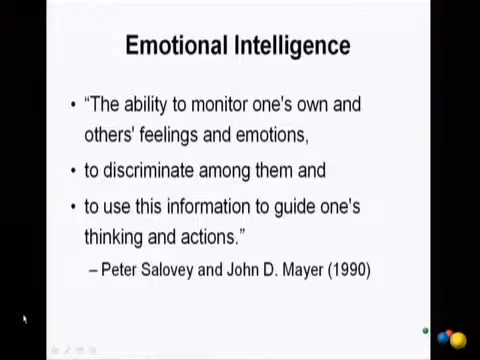 Emotional Intelligence
• “The ability to monitor one's own and
others' feelings and emotions,
• to discriminate among them and
• to use this information to guide one's
thinking and actions.”
– Peter Salovey and John D. Mayer (1990)